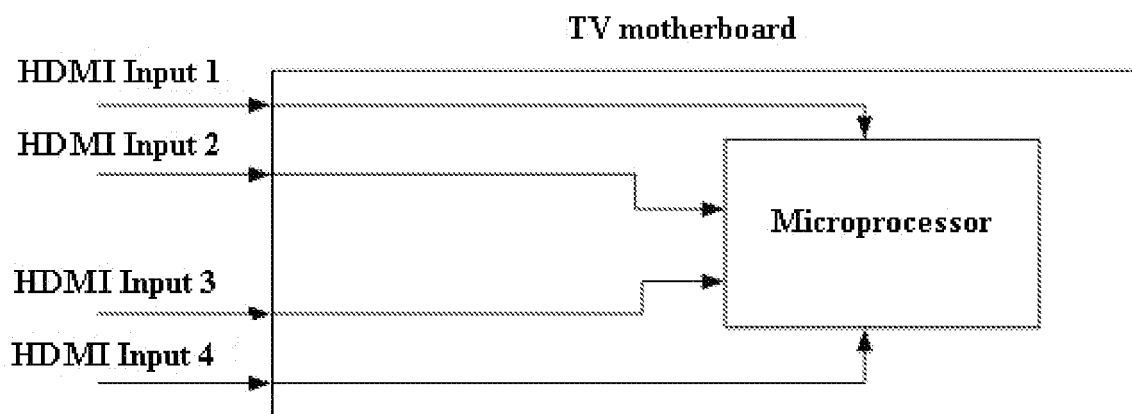 TV motherboard
HDMI Input 1
HDMI Input 2
Microprocessor
HDMI Input 3
HDMI Input 4